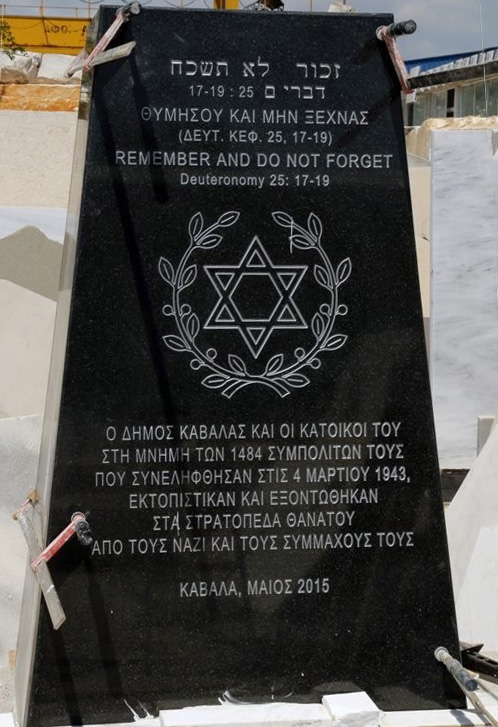 זכור לא תשכח
דברים 25 : 17-19
ΘΥΜΗΣΟΥ ΚΑΙ ΜΗΝ ΞΕΧΝΑΣ
(ΔΕΥΤ. ΚΕΦ. 25, 17-19)
REMEMBER AND DO NOT FORGET
Deuteronomy 25: 17-19
Ο ΔΗΜΟΣ ΚΑΒΑΛΑΣ ΚΑΙ ΟΙ ΚΑΤΟΙΚΟΙ ΤΟΥ
ΣΤΗ ΜΝΗΜΗ ΤΩΝ 1484 ΣΥΜΠΟΛΙΤΩΝ ΤΟΥΣ
ΠΟΥ ΣΥΝΕΛΗΦΘΗΣΑΝ ΣΤΙΣ 4 ΜΑΡΤΙΟΥ 1943,
ΕΚΤΟΠΙΣΤΙΚΑΝ ΚΑΙ ΕΞΟΝΤΩΘΗΚΑΝ
ΣΤΑ ΣΤΡΑΤΟΠΕΔΑ ΘΑΝΑΤΟΥ
ΑΠΟ ΤΟΥΣ ΝΑΖΙ ΚΑΙ ΤΟΥΣ ΣΥΜΜΑΧΟΥΣ ΤΟΥΣ
ΚΑΒΑΛΑ, ΜΑΙΟΣ 2015